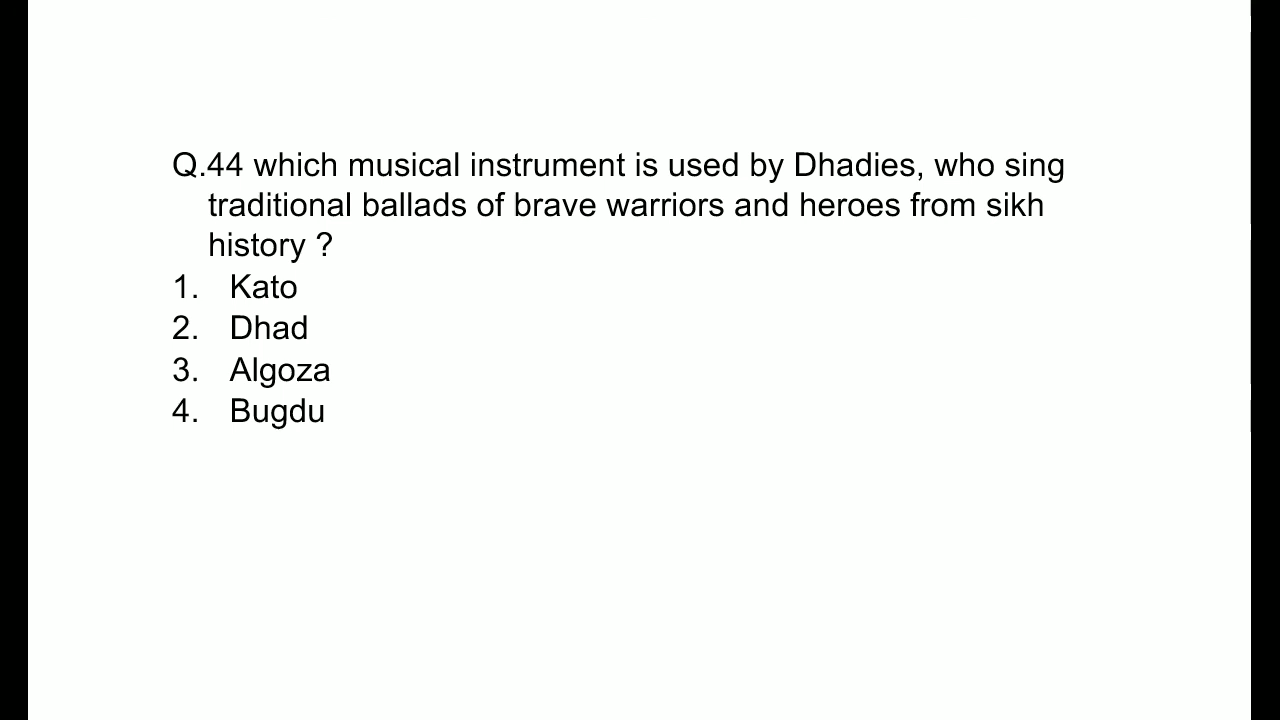 Q.44 which musical instrument is used by Dhadies, who sing
traditional ballads of brave warriors and heroes from sikh
history ?
1. Kato
2. Dhad
3. Algoza
4. Bugdu